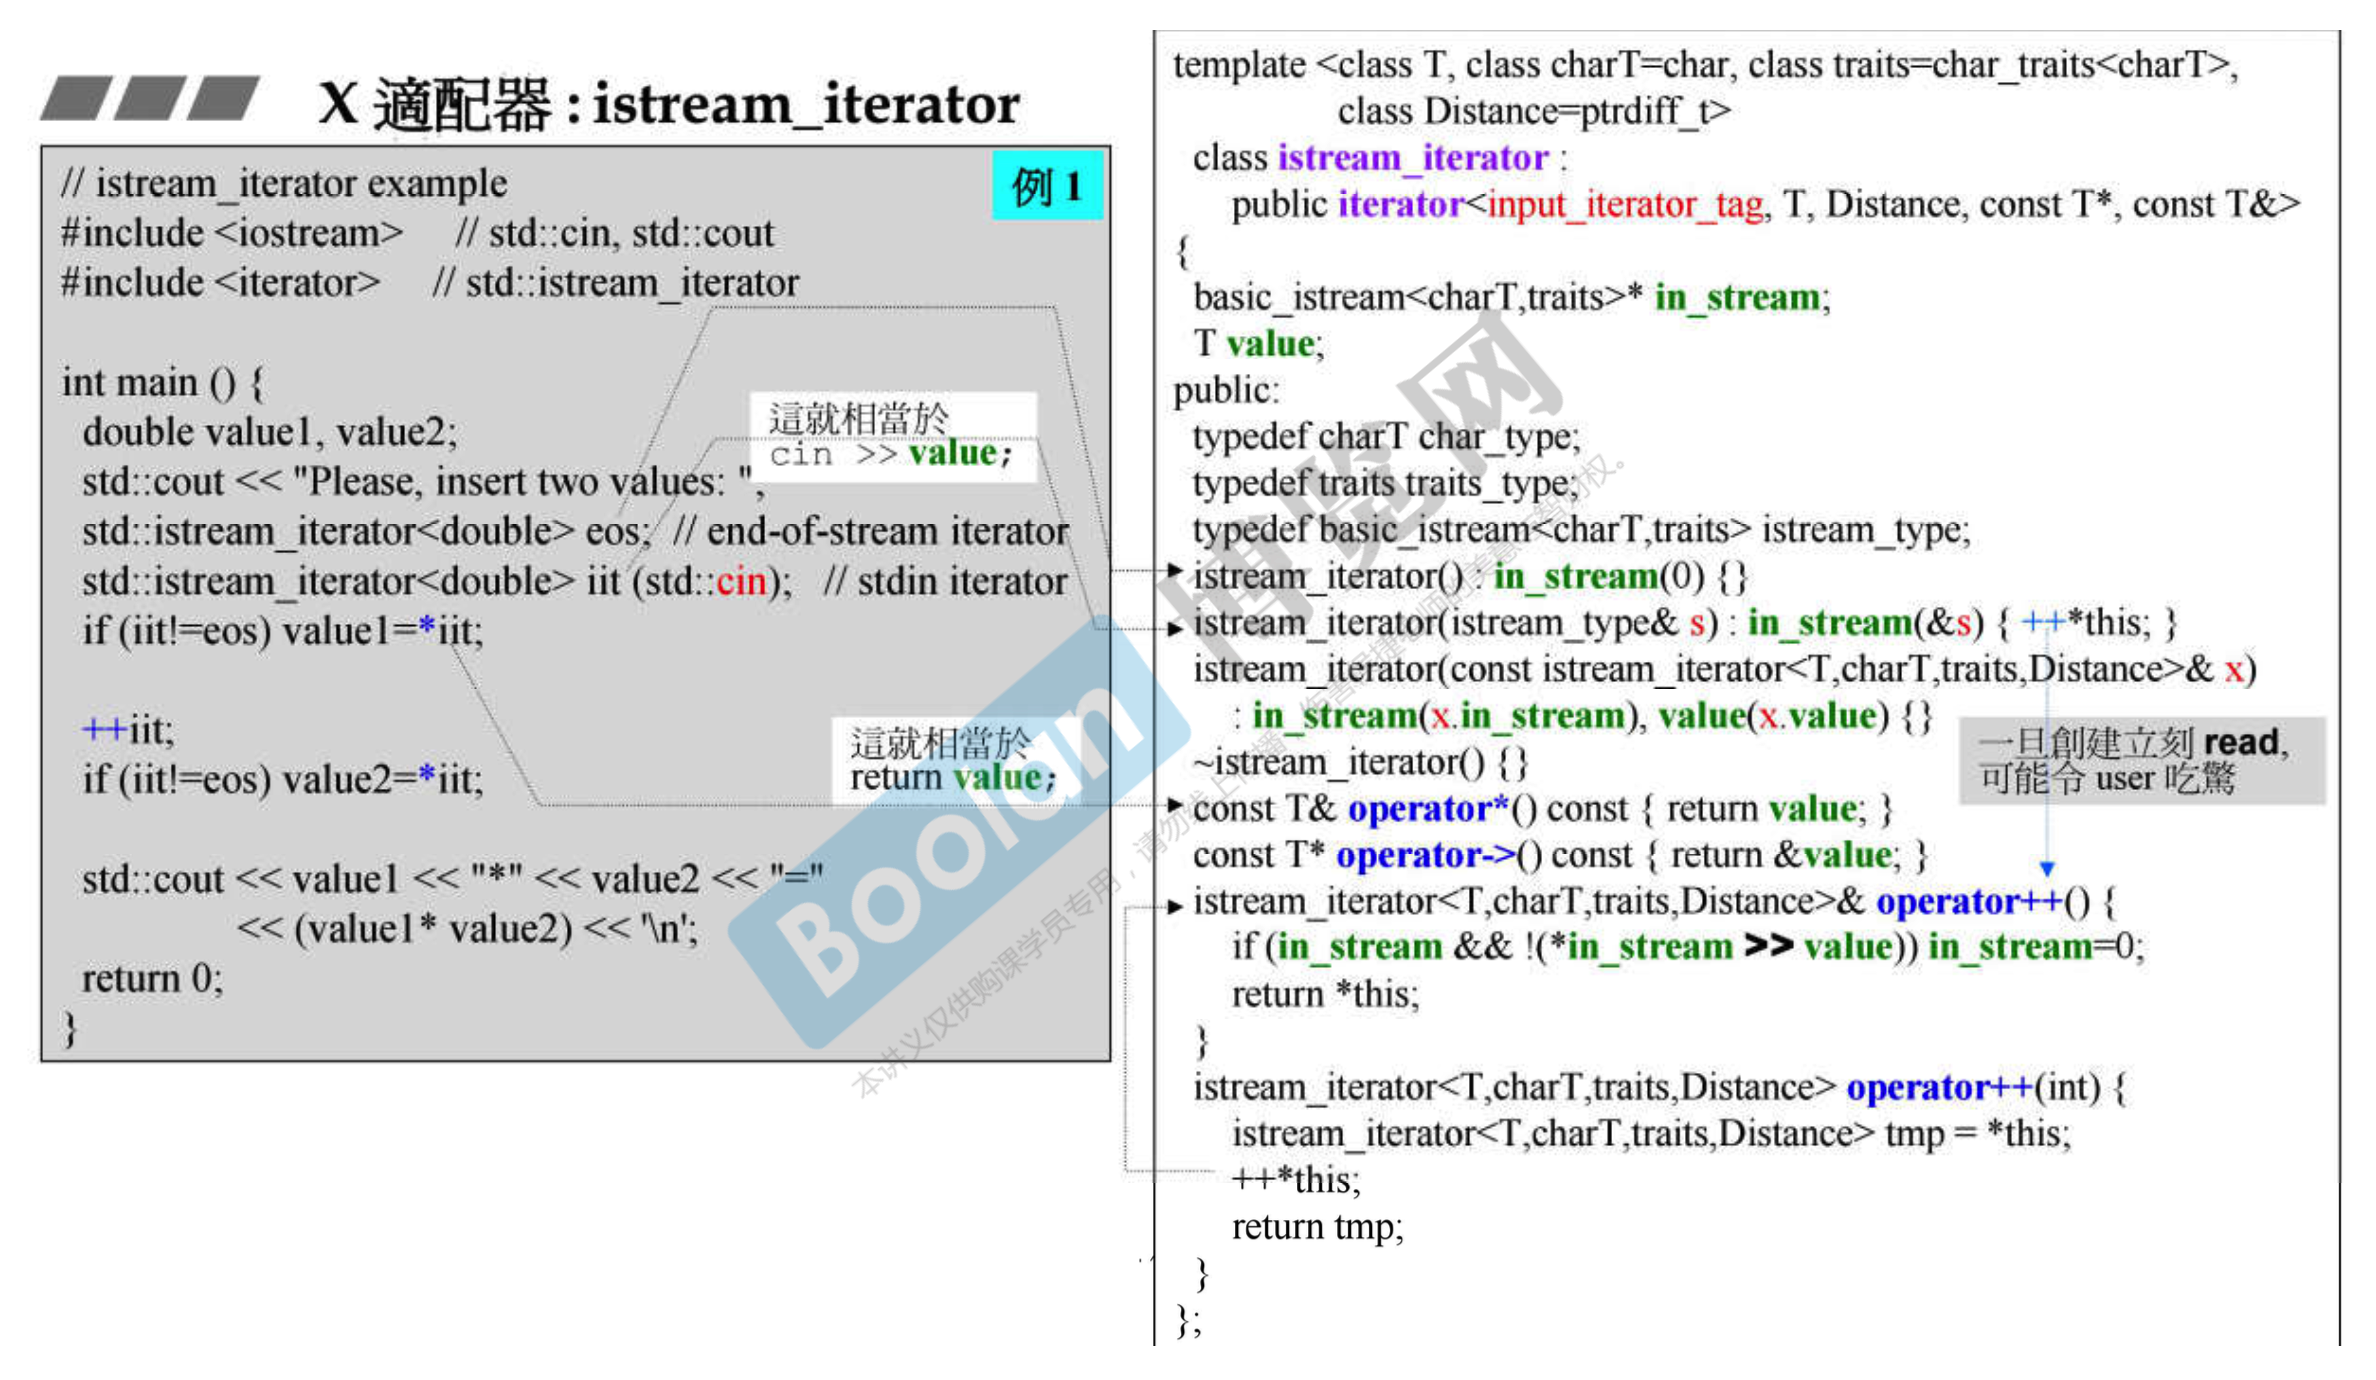 X 適配器 : istream_iterator
例 1
// istream_iterator example
#include <iostream> // std::cin, std::cout
#include <iterator> // std::istream_iterator
int main () {
double value1, value2;
std::cout << "Please, insert two values: ";
std::istream_iterator<double> eos; // end-of-stream iterator
std::istream_iterator<double> iit (std::cin); // stdin iterator
if (iit!=eos) value1=*iit;
++iit;
if (iit!=eos) value2=*iit;
std::cout << value1 << "*" << value2 << "="
<< (value1* value2) << '\n';
return 0;
}
這就相當於
cin >> value;
這就相當於
return value;
template <class T, class charT=char, class traits=char_traits<charT>,
class Distance=ptrdiff_t>
class istream_iterator :
public iterator<input_iterator_tag, T, Distance, const T*, const T&>
{
basic_istream<charT,traits>* in_stream;
T value;
public:
typedef charT char_type;
typedef traits traits_type;
typedef basic_istream<charT,traits> istream_type;
istream_iterator() : in_stream(0) {}
istream_iterator(istream_type& s) : in_stream(&s) { ++*this; }
istream_iterator(const istream_iterator<T,charT,traits,Distance>& x)
: in_stream(x.in_stream), value(x.value) {}
~istream_iterator() {}
const T& operator*() const { return value; }
const T* operator->() const { return &value; }
istream_iterator<T,charT,traits,Distance>& operator++() {
if (in_stream && !(*in_stream >> value)) in_stream=0;
return *this;
}
istream_iterator<T,charT,traits,Distance> operator++(int) {
istream_iterator<T,charT,traits,Distance> tmp = *this;
++*this;
return tmp;
}
};
一旦創建立刻 read,
可能令 user 吃驚
Boolan 博览网
本讲义仅供购课学员专用，请勿